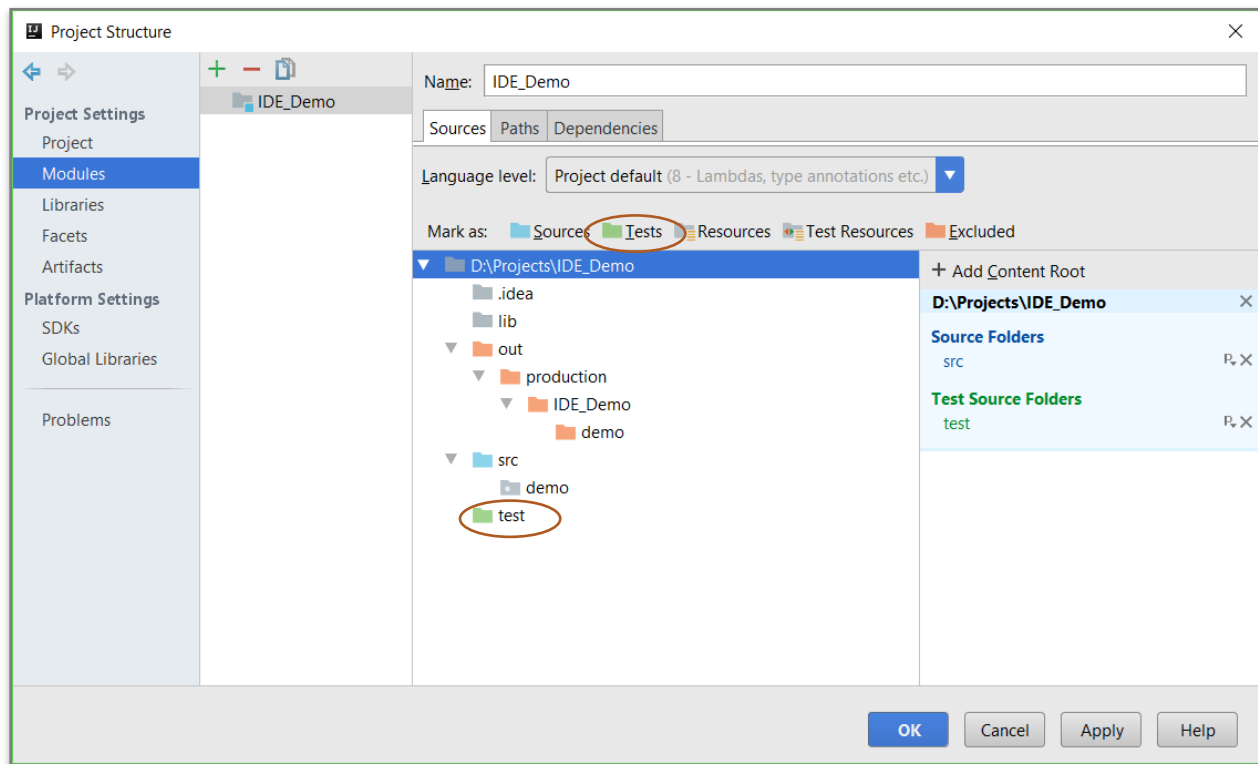 Project Structure
Project Settings
Project
Modules
Libraries
Facets
Artifacts
Platform Settings
SDKs
Global Libraries
Problems
IDE_Demo
Name: IDE_Demo
Sources Paths Dependencies
Language level: Project default (8 - Lambdas, type annotations etc.)
Mark as: Sources Tests Resources Test Resources Excluded
D:\Projects\IDE_Demo
.idea
lib
out
production
IDE_Demo
demo
src
demo
test
+ Add Content Root
D:\Projects\IDE_Demo
Source Folders
src
Test Source Folders
test
OK Cancel Apply Help